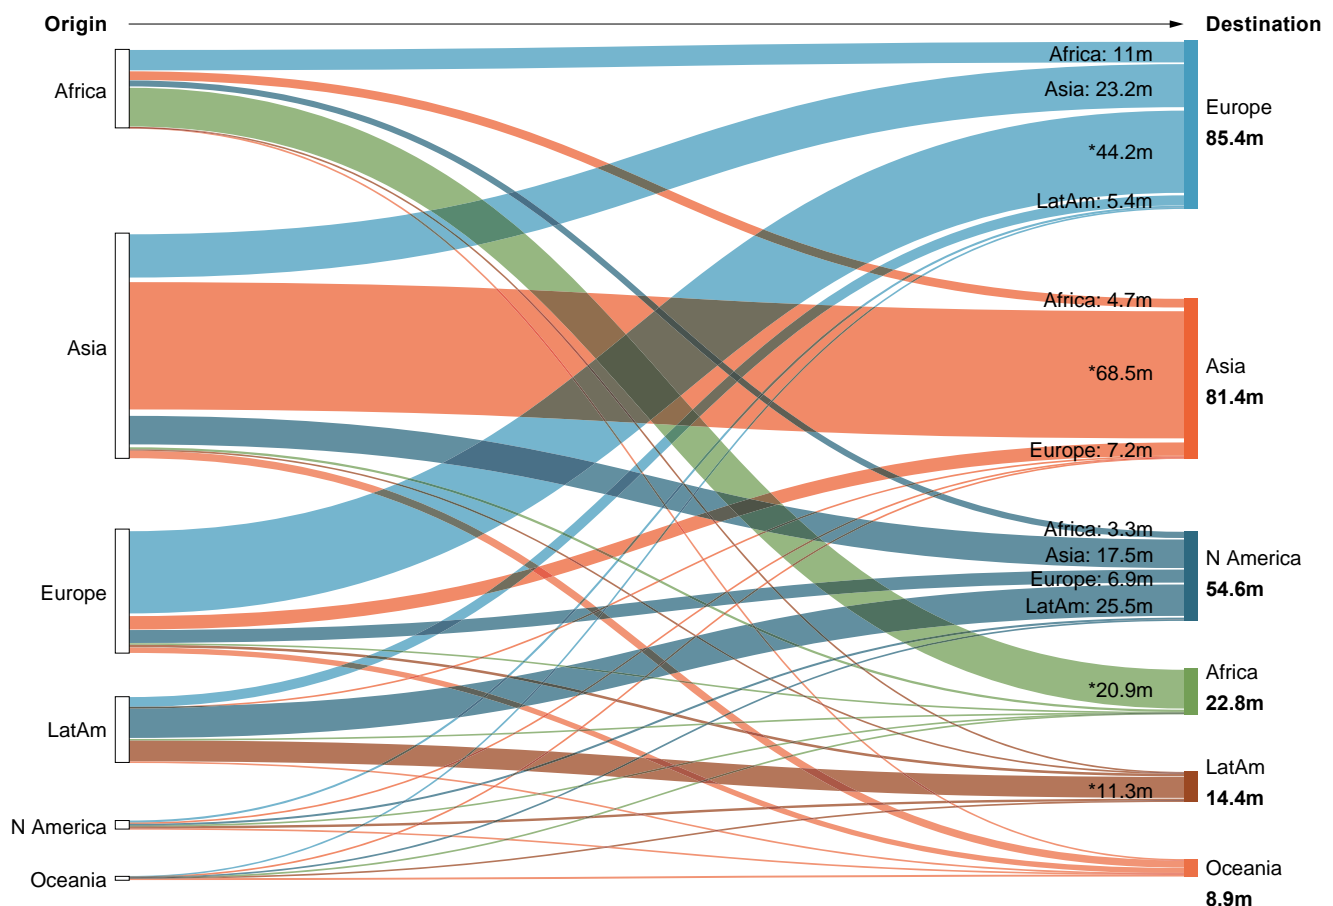 Origin
Destination
Africa
Asia
Europe
LatAm
N America
Oceania
Africa: 11m
Asia: 23.2m
*44.2m
LatAm: 5.4m
Europe
85.4m
Africa: 4.7m
*68.5m
Europe: 7.2m
Asia
81.4m
Africa: 3.3m
Asia: 17.5m
Europe: 6.9m
LatAm: 25.5m
N America
54.6m
*20.9m
Africa
22.8m
*11.3m
LatAm
14.4m
Oceania
8.9m